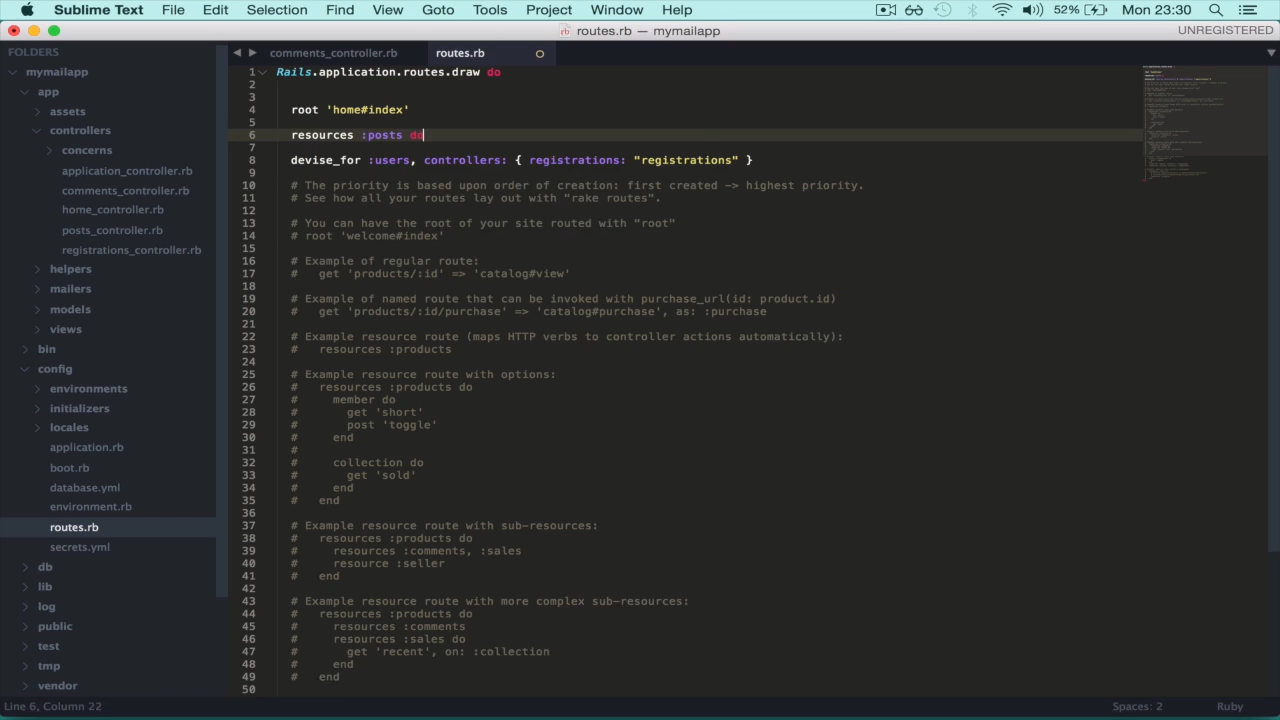 Sublime Text File Edit Selection Find View Goto Tools Project Window Help 52% Mon 23:30
routes.rb — mymailapp UNREGISTERED
FOLDERS
mymailapp
app
assets
controllers
concerns
application_controller.rb
comments_controller.rb
home_controller.rb
posts_controller.rb
registrations_controller.rb
helpers
mailers
models
views
bin
config
environments
initializers
locales
application.rb
boot.rb
database.yml
environment.rb
routes.rb
secrets.yml
db
lib
log
public
test
tmp
vendor
comments_controller.rb routes.rb
1 Rails.application.routes.draw do
2
3
4 root 'home#index'
5
6 resources :posts do
7
8 devise_for :users, controllers: { registrations: "registrations" }
9
10 # The priority is based upon order of creation: first created -> highest priority.
11 # See how all your routes lay out with "rake routes".
12
13 # You can have the root of your site routed with "root"
14 # root 'welcome#index'
15
16 # Example of regular route:
17 #   get 'products/:id' => 'catalog#view'
18
19 # Example of named route that can be invoked with purchase_url(id: product.id)
20 #   get 'products/:id/purchase' => 'catalog#purchase', as: :purchase
21
22 # Example resource route (maps HTTP verbs to controller actions automatically):
23 #   resources :products
24
25 # Example resource route with options:
26 #   resources :products do
27 #     member do
28 #       get 'short'
29 #       post 'toggle'
30 #     end
31 #
32 #     collection do
33 #       get 'sold'
34 #     end
35 #   end
36
37 # Example resource route with sub-resources:
38 #   resources :products do
39 #     resources :comments, :sales
40 #     resource :seller
41 #   end
42
43 # Example resource route with more complex sub-resources:
44 #   resources :products do
45 #     resources :comments
46 #     resources :sales do
47 #       get 'recent', on: :collection
48 #     end
49 #   end
50
Line 6, Column 22 Spaces: 2 Ruby